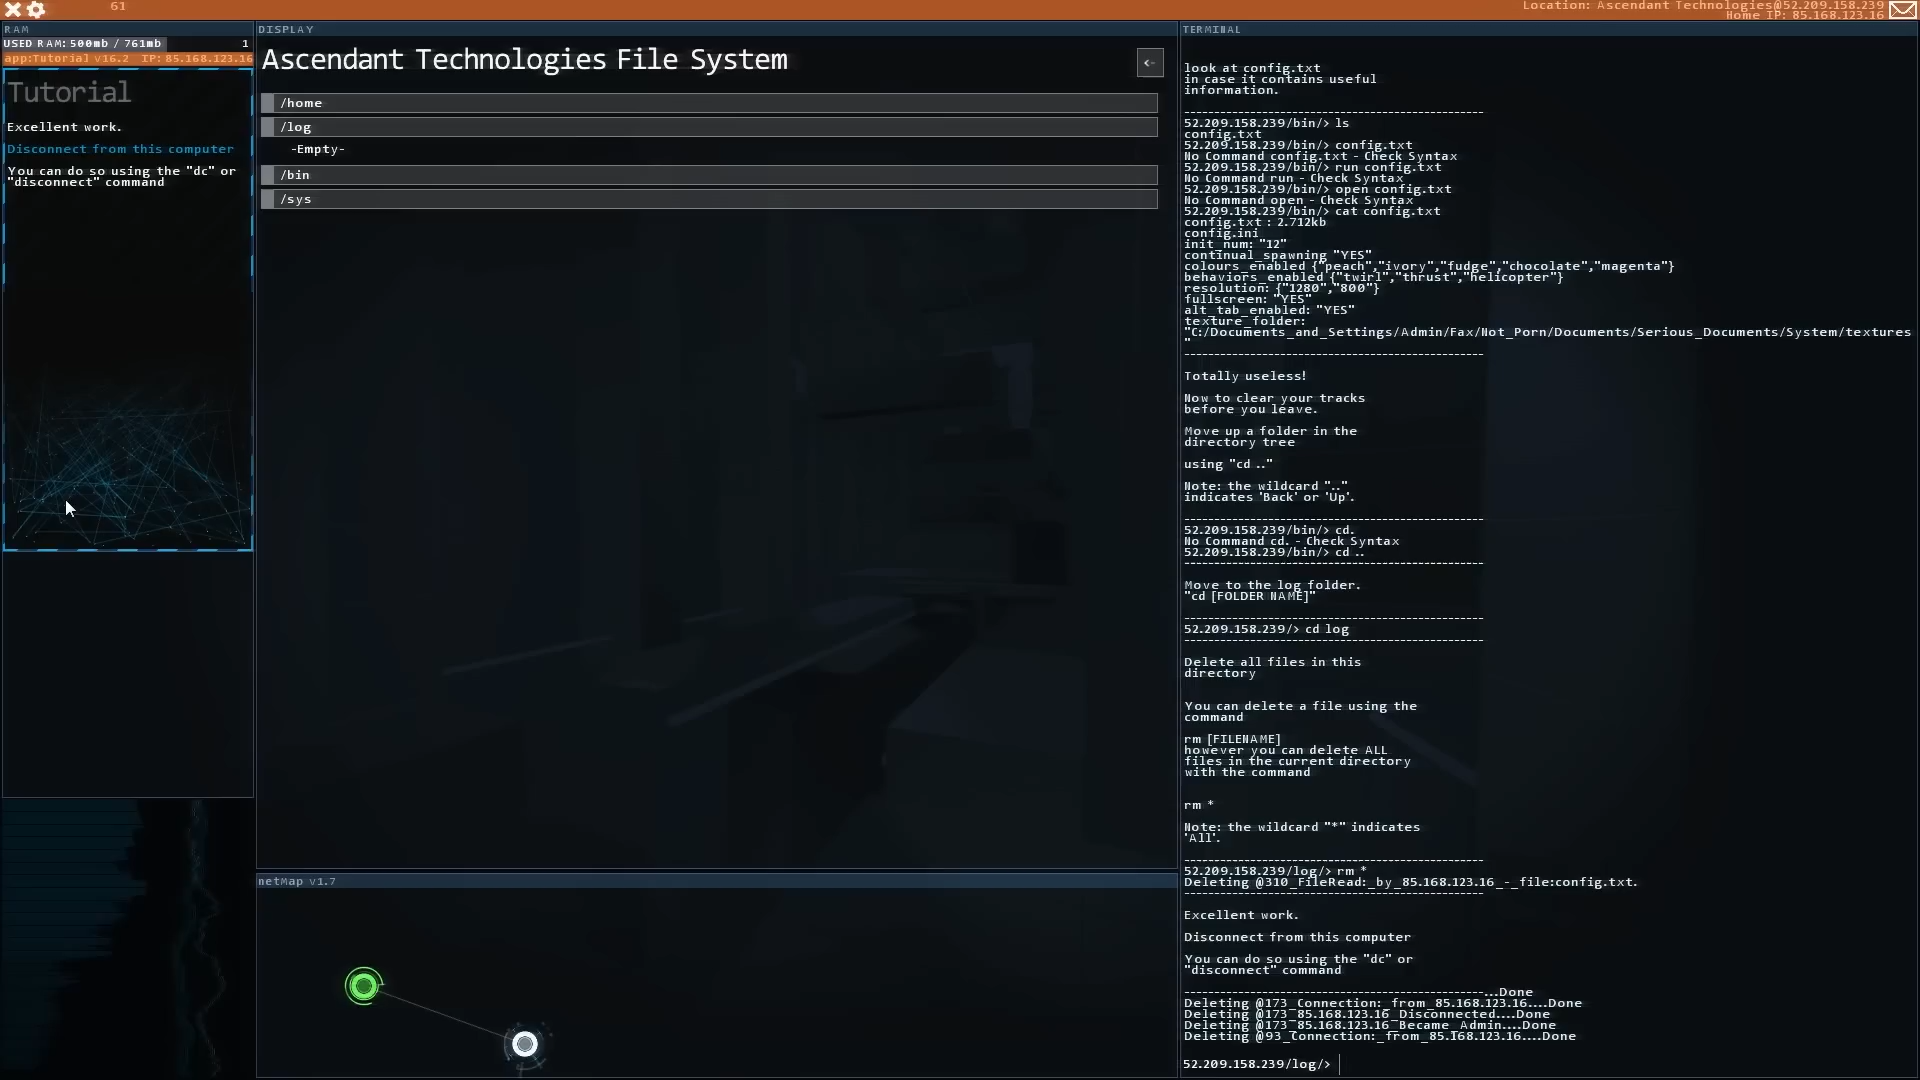 61
Location: Ascendant Technologies@52.209.158.239
Home IP: 85.168.123.16
RAM
USED RAM: 500mb / 761mb 1
app:Tutorial v16.2 IP: 85.168.123.16
Tutorial
Excellent work.
Disconnect from this computer
You can do so using the "dc" or
"disconnect" command
DISPLAY
Ascendant Technologies File System
<-
/home
/log
-Empty-
/bin
/sys
netMap v1.7
TERMINAL
look at config.txt
in case it contains useful
information.
--------------------------------------------------
52.209.158.239/bin/> ls
config.txt
52.209.158.239/bin/> config.txt
No Command config.txt - Check Syntax
52.209.158.239/bin/> run config.txt
No Command run - Check Syntax
52.209.158.239/bin/> open config.txt
No Command open - Check Syntax
52.209.158.239/bin/> cat config.txt
config.txt : 2.712kb
config.ini
init_num: "12"
continual_spawning "YES"
colours_enabled {"peach","ivory","fudge","chocolate","magenta"}
behaviors_enabled {"twirl","thrust","helicopter"}
resolution: {"1280","800"}
fullscreen: "YES"
alt_tab_enabled: "YES"
texture_folder:
"C:/Documents_and_Settings/Admin/Fax/Not_Porn/Documents/Serious_Documents/System/textures
"
--------------------------------------------------
Totally useless!
Now to clear your tracks
before you leave.
Move up a folder in the
directory tree
using "cd .."
Note: the wildcard ".."
indicates 'Back' or 'Up'.
--------------------------------------------------
52.209.158.239/bin/> cd.
No Command cd. - Check Syntax
52.209.158.239/bin/> cd ..
--------------------------------------------------
Move to the log folder.
"cd [FOLDER NAME]"
--------------------------------------------------
52.209.158.239/> cd log
--------------------------------------------------
Delete all files in this
directory
You can delete a file using the
command
rm [FILENAME]
however you can delete ALL
files in the current directory
with the command
rm *
Note: the wildcard "*" indicates
'All'.
--------------------------------------------------
52.209.158.239/log/> rm *
Deleting @310_FileRead:_by_85.168.123.16_-_file:config.txt.
--------------------------------------------------
Excellent work.
Disconnect from this computer
You can do so using the "dc" or
"disconnect" command
--------------------------------------------------...Done
Deleting @173_Connection:_from_85.168.123.16....Done
Deleting @173_85.168.123.16_Disconnected....Done
Deleting @173_85.168.123.16_Became_Admin....Done
Deleting @93_Connection:_from_85.168.123.16....Done
52.209.158.239/log/>